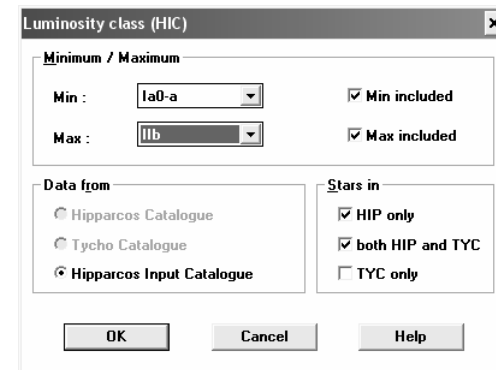 Luminosity class (HIC)
Minimum / Maximum
Min : Ia0-a Min included
Max : IIb Max included
Data from
Hipparcos Catalogue
Tycho Catalogue
Hipparcos Input Catalogue
Stars in
HIP only
both HIP and TYC
TYC only
OK Cancel Help